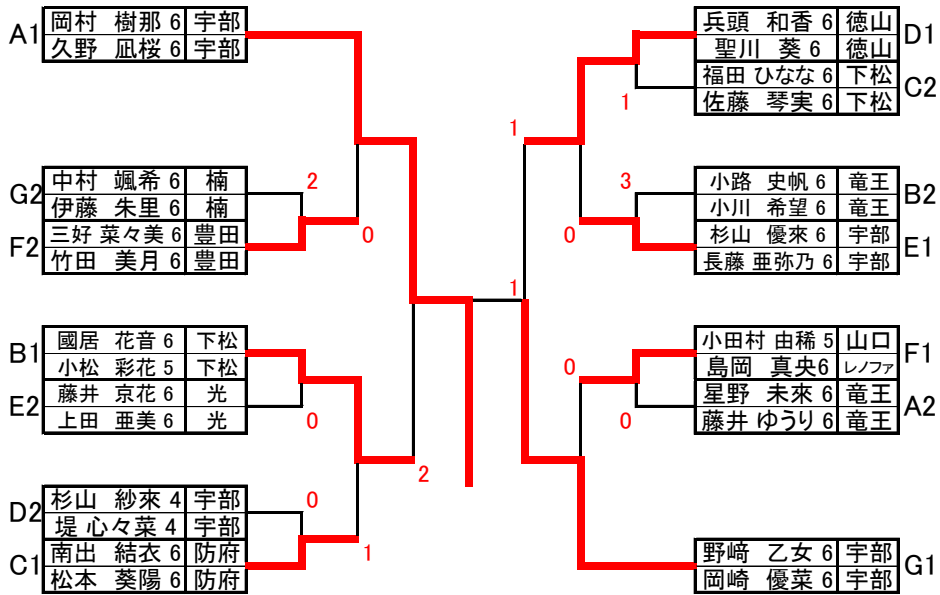 A1
岡村 樹那 6 宇部
久野 凪桜 6 宇部
G2
中村 颯希 6 楠
伊藤 朱里 6 楠
2
F2
三好 菜々美 6 豊田
竹田 美月 6 豊田
0
B1
國居 花音 6 下松
小松 彩花 5 下松
E2
藤井 京花 6 光
上田 亜美 6 光
0
2
D2
杉山 紗來 4 宇部
堤 心々菜 4 宇部
0
C1
南出 結衣 6 防府
松本 葵陽 6 防府
1
1
兵頭 和香 6 徳山
聖川 葵 6 徳山
D1
福田 ひなな 6 下松
佐藤 琴実 6 下松
C2
1
1
3
小路 史帆 6 竜王
小川 希望 6 竜王
B2
0
杉山 優來 6 宇部
長藤 亜弥乃 6 宇部
E1
0
小田村 由稀 5 山口
島岡 真央6 レノファ
F1
0
星野 未來 6 竜王
藤井 ゆうり 6 竜王
A2
野﨑 乙女 6 宇部
岡崎 優菜 6 宇部
G1